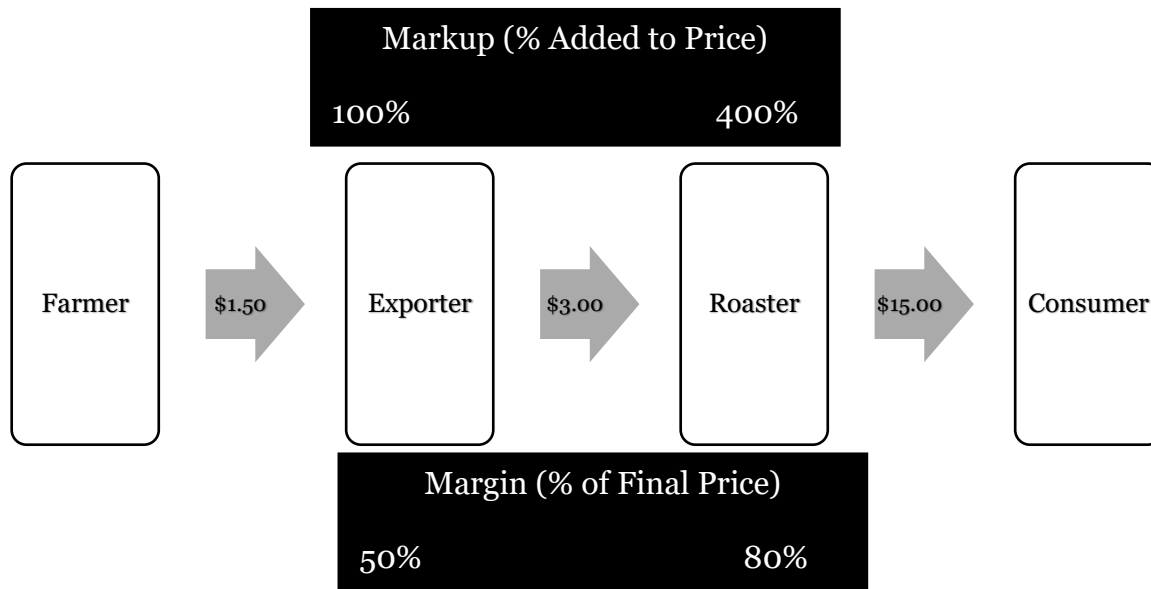 Markup (% Added to Price)
100% 400%
Farmer $1.50 Exporter $3.00 Roaster $15.00 Consumer
Margin (% of Final Price)
50% 80%